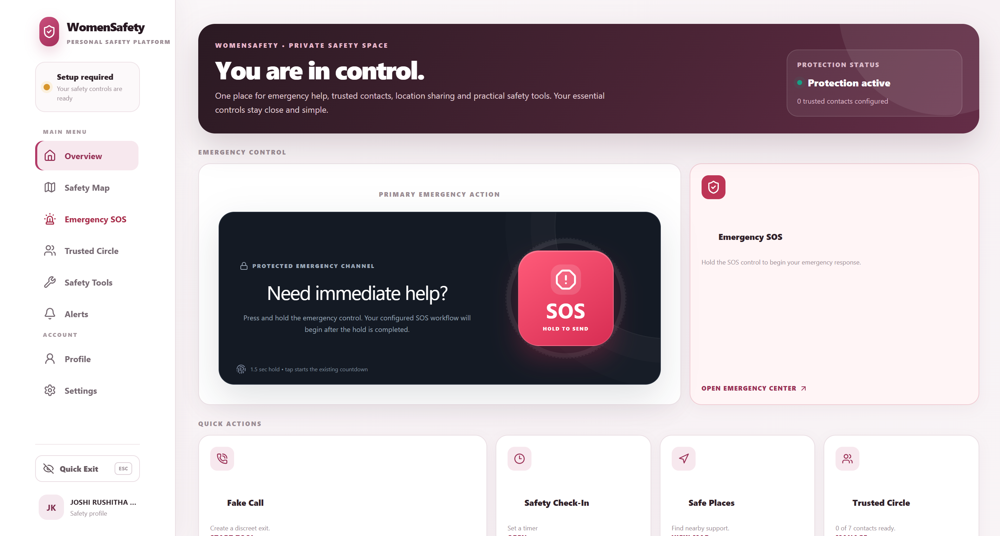 WomenSafety
PERSONAL SAFETY PLATFORM
Setup required
Your safety controls are
ready
MAIN MENU
Overview
Safety Map
Emergency SOS
Trusted Circle
Safety Tools
Alerts
ACCOUNT
Profile
Settings
Quick Exit
ESC
JK
JOSHI RUSHITHA ...
Safety profile
WOMENSAFETY • PRIVATE SAFETY SPACE
You are in control.
One place for emergency help, trusted contacts, location sharing and practical safety tools. Your essential
controls stay close and simple.
PROTECTION STATUS
Protection active
0 trusted contacts configured
EMERGENCY CONTROL
PRIMARY EMERGENCY ACTION
PROTECTED EMERGENCY CHANNEL
Need immediate help?
Press and hold the emergency control. Your configured SOS workflow will
begin after the hold is completed.
1.5 sec hold • tap starts the existing countdown
SOS
HOLD TO SEND
Emergency SOS
Hold the SOS control to begin your emergency response.
OPEN EMERGENCY CENTER
QUICK ACTIONS
Fake Call
Create a discreet exit.
START TOOL
Safety Check-In
Set a timer
OPEN
Safe Places
Find nearby support.
VIEW MAP
Trusted Circle
0 of 7 contacts ready.
MANAGE